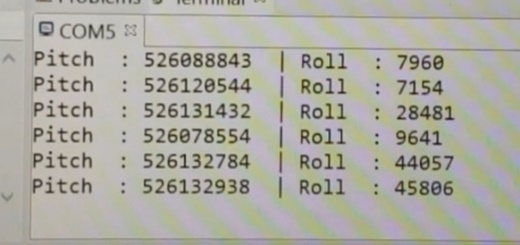 Terminal
COM5
Pitch : 526088843 | Roll : 7960
Pitch : 526120544 | Roll : 7154
Pitch : 526131432 | Roll : 28481
Pitch : 526078554 | Roll : 9641
Pitch : 526132784 | Roll : 44057
Pitch : 526132938 | Roll : 45806